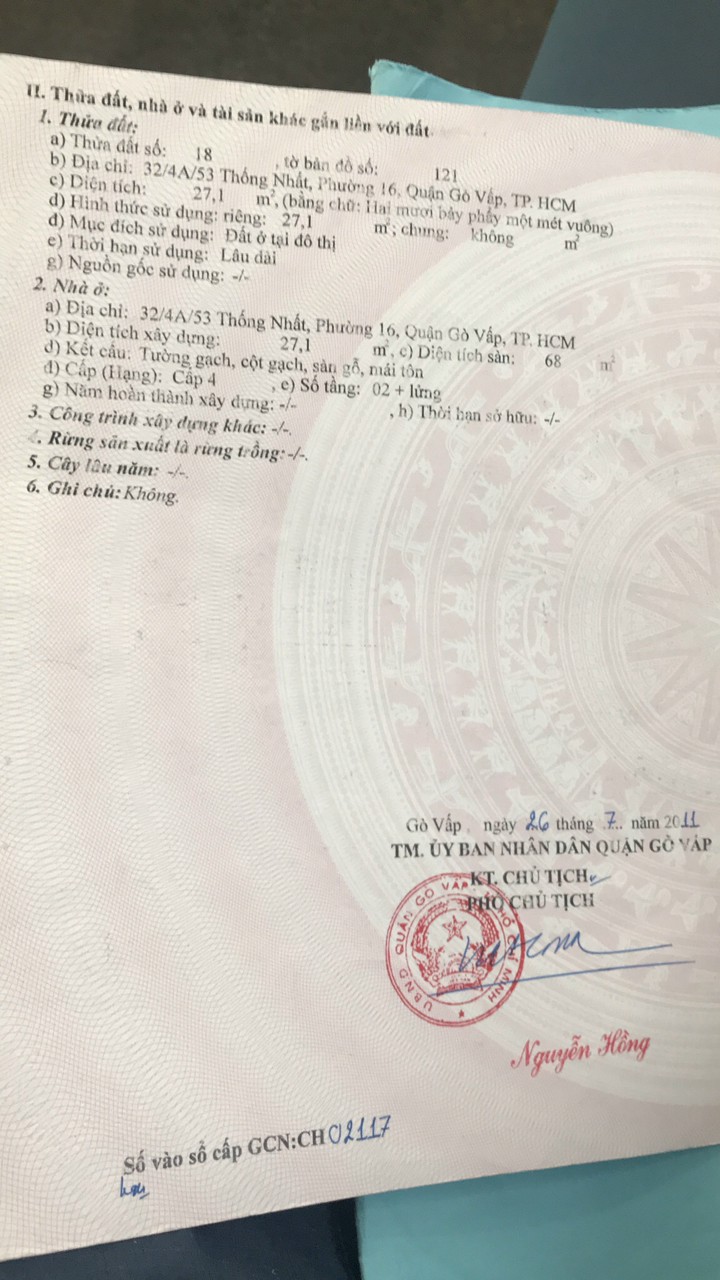 II. Thửa đất, nhà ở và tài sản khác gắn liền với đất
1. Thửa đất:
a) Thửa đất số: 18 , tờ bản đồ số: 121
b) Địa chỉ: 32/4A/53 Thống Nhất, Phường 16, Quận Gò Vấp, TP. HCM
c) Diện tích: 27,1 m², (bằng chữ: Hai mươi bảy phẩy một mét vuông)
d) Hình thức sử dụng: riêng: 27,1 m²; chung: không m²
đ) Mục đích sử dụng: Đất ở tại đô thị
e) Thời hạn sử dụng: Lâu dài
g) Nguồn gốc sử dụng: -/-
2. Nhà ở:
a) Địa chỉ: 32/4A/53 Thống Nhất, Phường 16, Quận Gò Vấp, TP. HCM
b) Diện tích xây dựng: 27,1 m², c) Diện tích sàn: 68 m²
d) Kết cấu: Tường gạch, cột gạch, sàn gỗ, mái tôn
đ) Cấp (Hạng): Cấp 4 , e) Số tầng: 02 + lửng
g) Năm hoàn thành xây dựng: -/- , h) Thời hạn sở hữu: -/-
3. Công trình xây dựng khác: -/-.
4. Rừng sản xuất là rừng trồng: -/-.
5. Cây lâu năm: -/-.
6. Ghi chú: Không.
Gò Vấp , ngày 26 tháng 7 năm 2011
TM. ỦY BAN NHÂN DÂN QUẬN GÒ VẤP
KT. CHỦ TỊCH
PHÓ CHỦ TỊCH
U.B.N.D QUẬN GÒ VẤP HỒ CHÍ MINH
Nguyễn Hồng
Số vào sổ cấp GCN:CH 02117